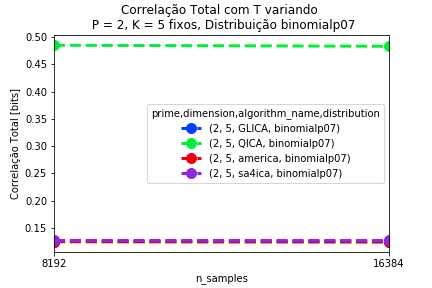 Correlação Total com T variando
P = 2, K = 5 fixos, Distribuição binomialp07
0.50
0.45
0.40
0.35
0.30
0.25
0.20
0.15
Correlação Total [bits]
prime,dimension,algorithm_name,distribution
(2, 5, GLICA, binomialp07)
(2, 5, QICA, binomialp07)
(2, 5, america, binomialp07)
(2, 5, sa4ica, binomialp07)
8192 16384
n_samples